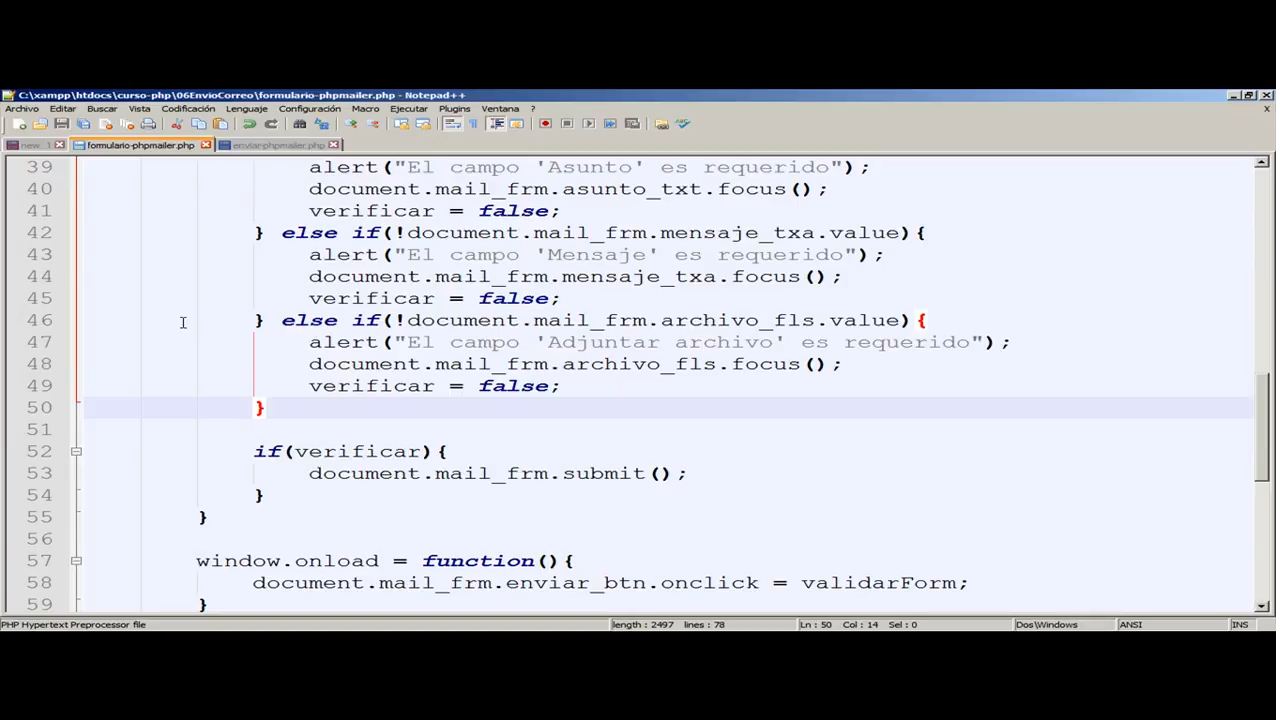 C:\xampp\htdocs\curso-php\06EnvioCorreo\formulario-phpmailer.php - Notepad++
Archivo Editar Buscar Vista Codificación Lenguaje Configuración Macro Ejecutar Plugins Ventana ? X
new 1 formulario-phpmailer.php enviar-phpmailer.php
39 alert("El campo 'Asunto' es requerido");
40 document.mail_frm.asunto_txt.focus();
41 verificar = false;
42 } else if(!document.mail_frm.mensaje_txa.value){
43 alert("El campo 'Mensaje' es requerido");
44 document.mail_frm.mensaje_txa.focus();
45 verificar = false;
46 } else if(!document.mail_frm.archivo_fls.value){
47 alert("El campo 'Adjuntar archivo' es requerido");
48 document.mail_frm.archivo_fls.focus();
49 verificar = false;
50 }
51
52 if(verificar){
53 document.mail_frm.submit();
54 }
55 }
56
57 window.onload = function(){
58 document.mail_frm.enviar_btn.onclick = validarForm;
59 }
PHP Hypertext Preprocessor file length : 2497 lines : 78 Ln : 50 Col : 14 Sel : 0 Dos\Windows ANSI INS